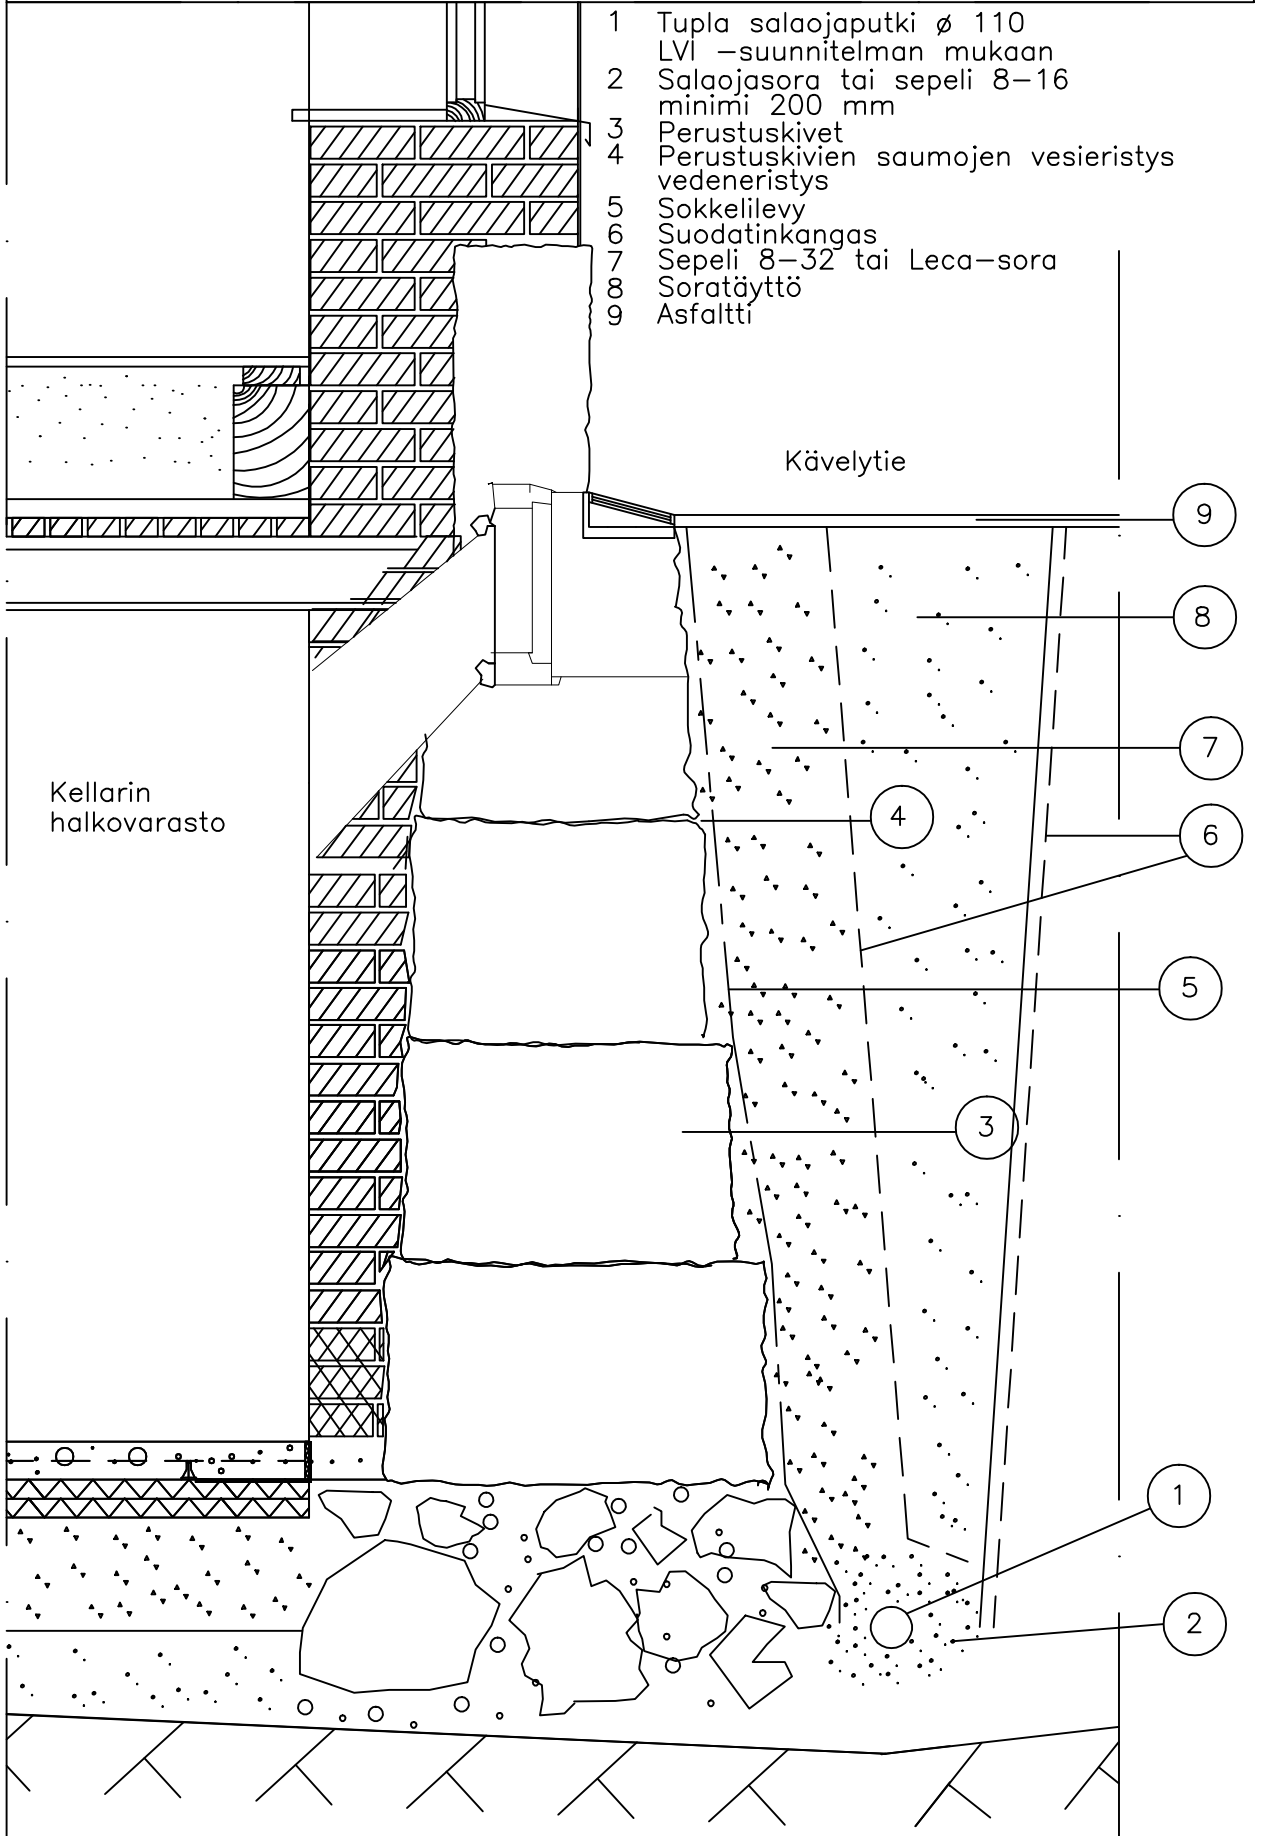 1 Tupla salaojaputki ø 110
LVI –suunnitelman mukaan
2 Salaojasora tai sepeli 8–16
minimi 200 mm
3 Perustuskivet
4 Perustuskivien saumojen vesieristys
vedeneristys
5 Sokkelilevy
6 Suodatinkangas
7 Sepeli 8–32 tai Leca–sora
8 Soratäyttö
9 Asfaltti
Kävelytie
9
8
7
Kellarin
halkovarasto
4
6
5
3
1
2